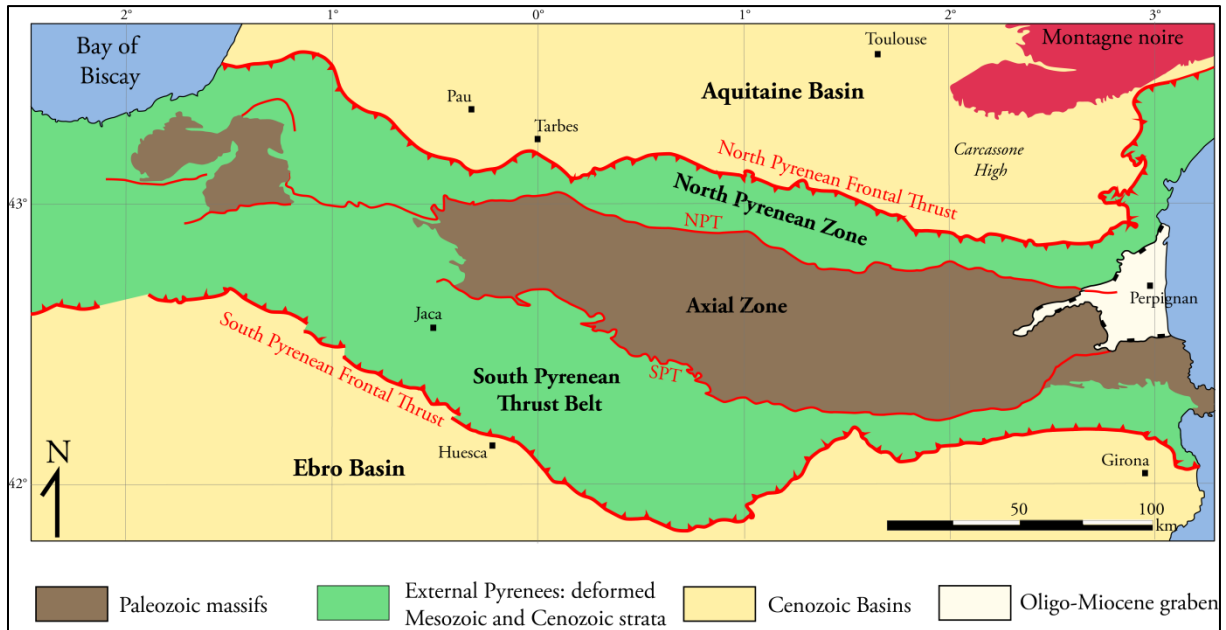 2°
1°
0°
1°
2°
3°
Bay of
Biscay
Toulouse
Montagne noire
Pau
Aquitaine Basin
Tarbes
Carcassone
High
North Pyrenean Frontal Thrust
43°
North Pyrenean Zone
NPT
Perpignan
Axial Zone
Jaca
South Pyrenean Frontal Thrust
SPT
South Pyrenean
Thrust Belt
N
Huesca
Ebro Basin
Girona
42°
50
100
km
Paleozoic massifs
External Pyrenees: deformed
Mesozoic and Cenozoic strata
Cenozoic Basins
Oligo-Miocene graben